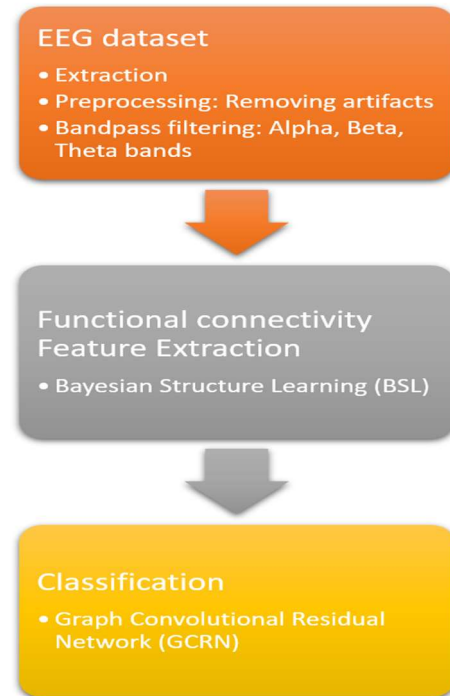 EEG dataset
• Extraction
• Preprocessing: Removing artifacts
• Bandpass filtering: Alpha, Beta,
Theta bands
Functional connectivity
Feature Extraction
• Bayesian Structure Learning (BSL)
Classification
• Graph Convolutional Residual
Network (GCRN)